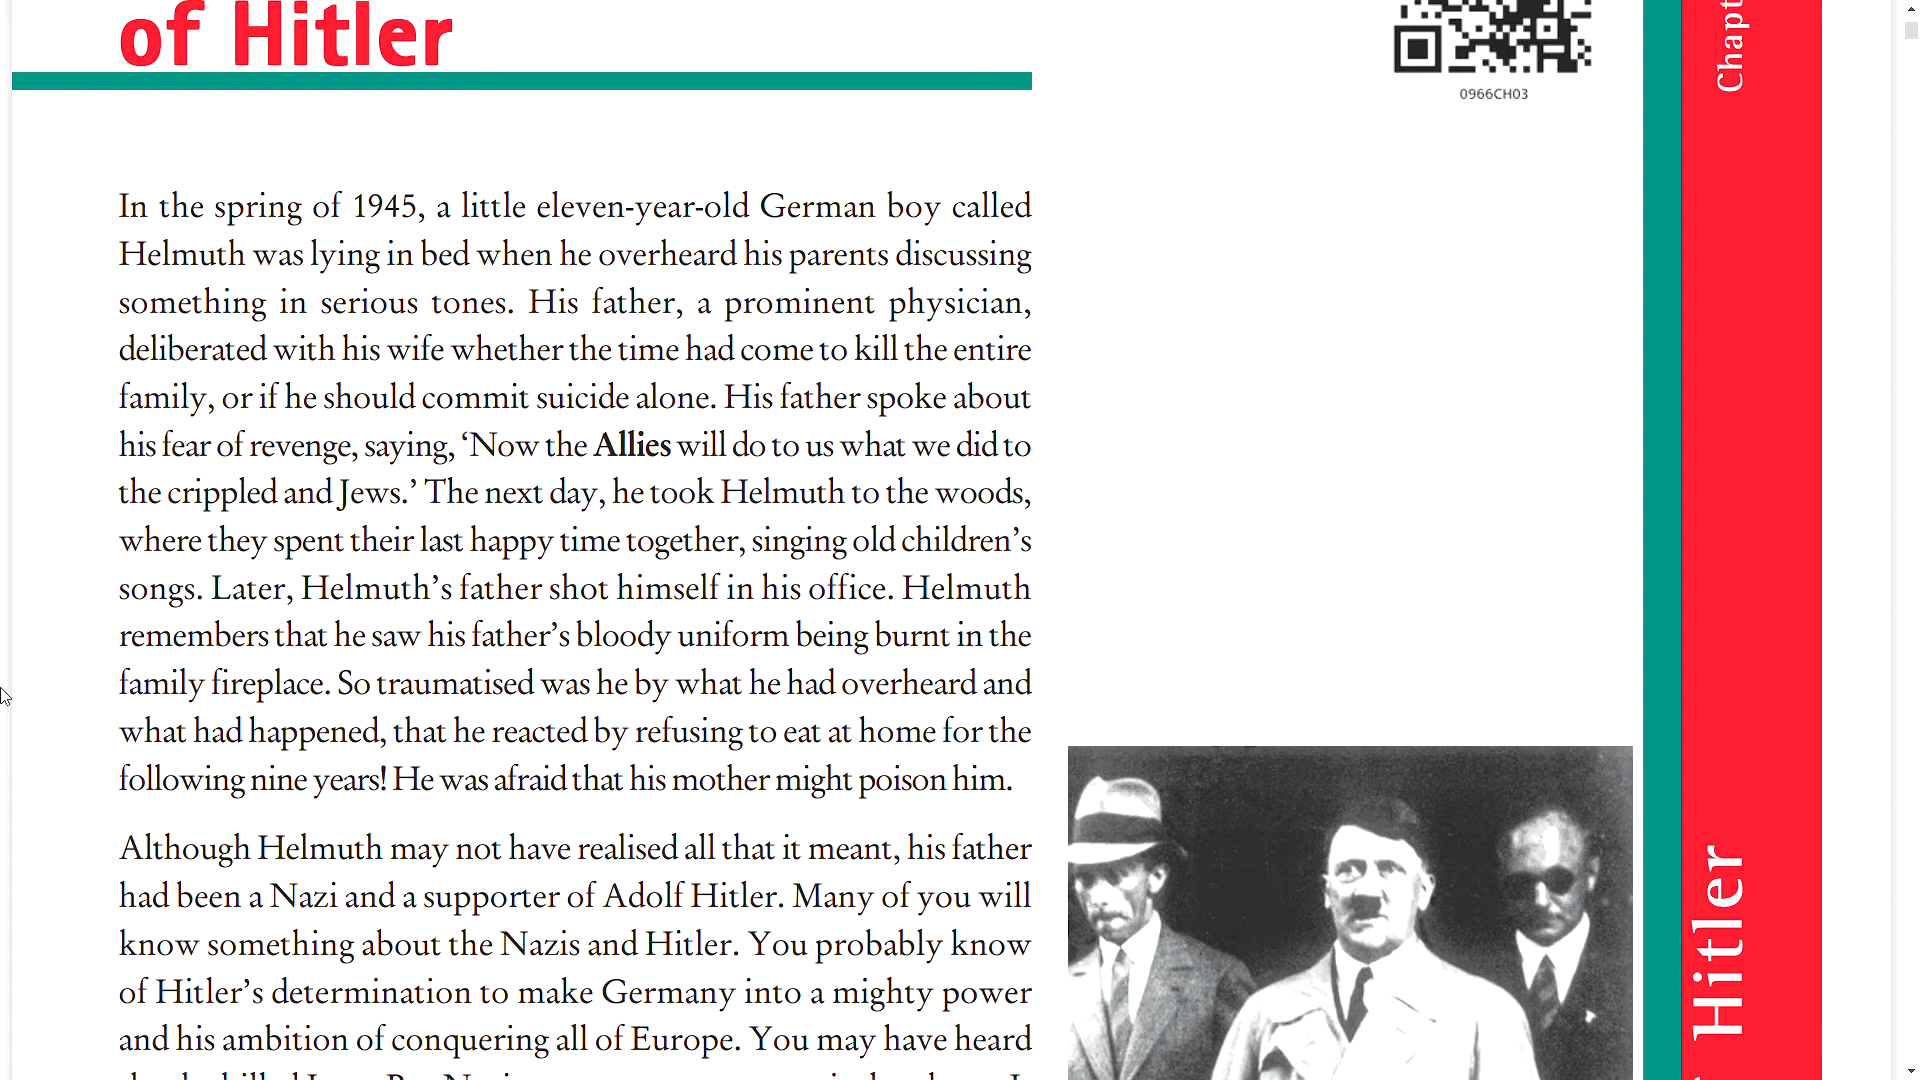 of Hitler
0966CH03
Chapt
In the spring of 1945, a little eleven-year-old German boy called
Helmuth was lying in bed when he overheard his parents discussing
something in serious tones. His father, a prominent physician,
deliberated with his wife whether the time had come to kill the entire
family, or if he should commit suicide alone. His father spoke about
his fear of revenge, saying, ‘Now the Allies will do to us what we did to
the crippled and Jews.’ The next day, he took Helmuth to the woods,
where they spent their last happy time together, singing old children’s
songs. Later, Helmuth’s father shot himself in his office. Helmuth
remembers that he saw his father’s bloody uniform being burnt in the
family fireplace. So traumatised was he by what he had overheard and
what had happened, that he reacted by refusing to eat at home for the
following nine years! He was afraid that his mother might poison him.
Although Helmuth may not have realised all that it meant, his father
had been a Nazi and a supporter of Adolf Hitler. Many of you will
know something about the Nazis and Hitler. You probably know
of Hitler’s determination to make Germany into a mighty power
and his ambition of conquering all of Europe. You may have heard
Hitler